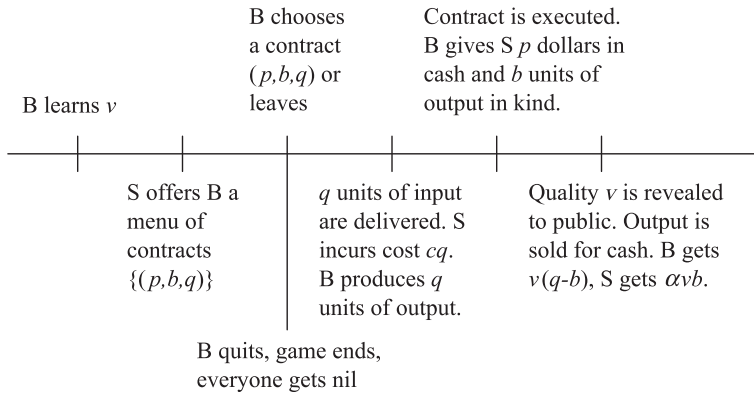 B chooses
a contract
(p,b,q) or
leaves
Contract is executed.
B gives S p dollars in
cash and b units of
output in kind.
B learns v
S offers B a
menu of
contracts
{(p,b,q)}
q units of input
are delivered. S
incurs cost cq.
B produces q
units of output.
Quality v is revealed
to public. Output is
sold for cash. B gets
v(q-b), S gets αvb.
B quits, game ends,
everyone gets nil